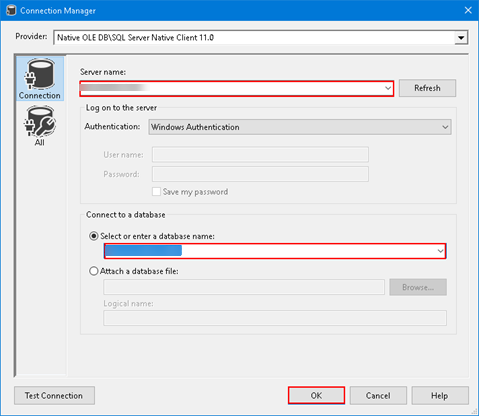 Connection Manager
Provider: Native OLE DB\SQL Server Native Client 11.0
Connection
All
Server name:
Refresh
Log on to the server
Authentication: Windows Authentication
User name:
Password:
Save my password
Connect to a database
Select or enter a database name:
Attach a database file:
Browse...
Logical name:
Test Connection OK Cancel Help